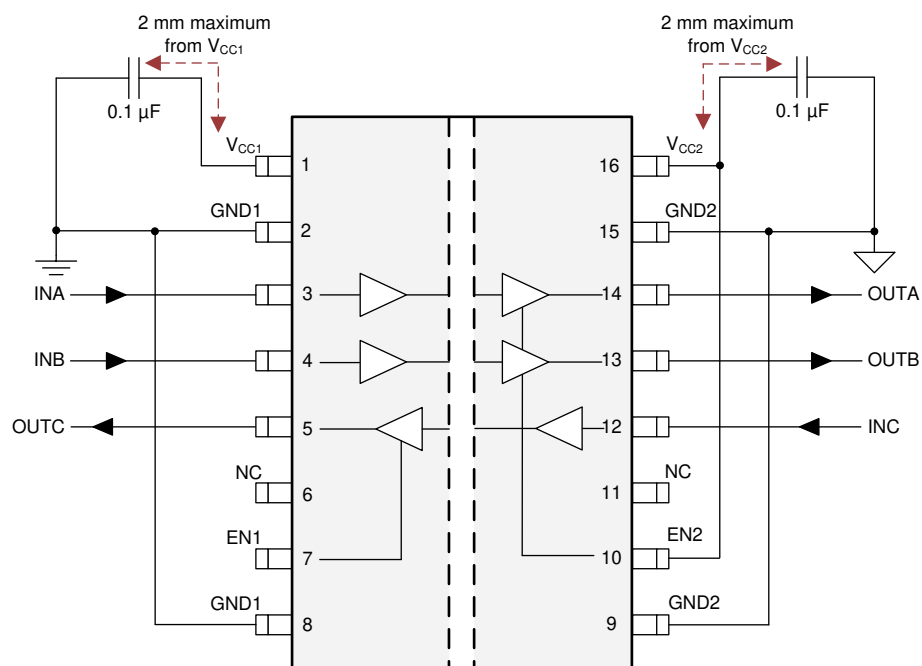 2 mm maximum
from VCC1
2 mm maximum
from VCC2
0.1 µF
0.1 µF
VCC1
1
16
VCC2
GND1
2
15
GND2
INA
3
14
OUTA
INB
4
13
OUTB
OUTC
5
12
INC
NC
6
11
NC
EN1
7
10
EN2
GND1
8
9
GND2